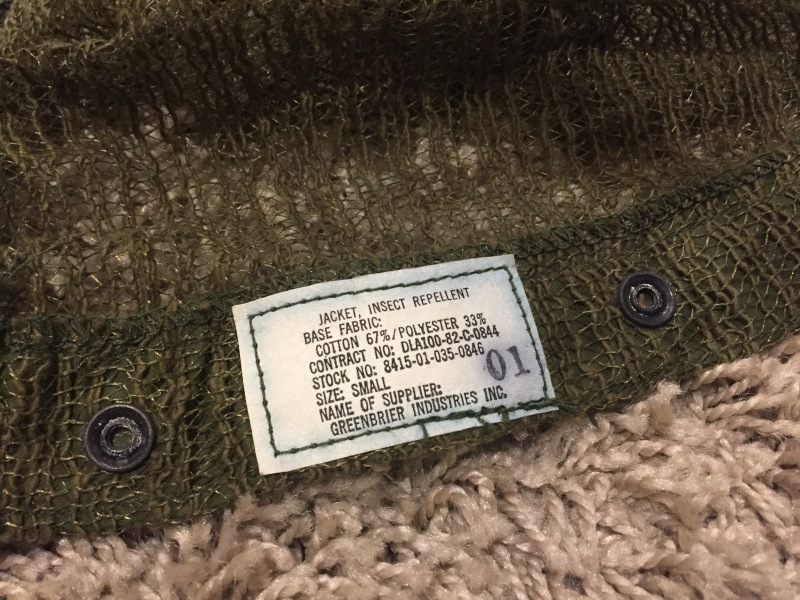 JACKET, INSECT REPELLENT
BASE FABRIC:
COTTON 67%/POLYESTER 33%
CONTRACT NO: DLA100-82-C-0844
STOCK NO: 8415-01-035-0846
SIZE: SMALL
NAME OF SUPPLIER:
GREENBRIER INDUSTRIES INC.
01